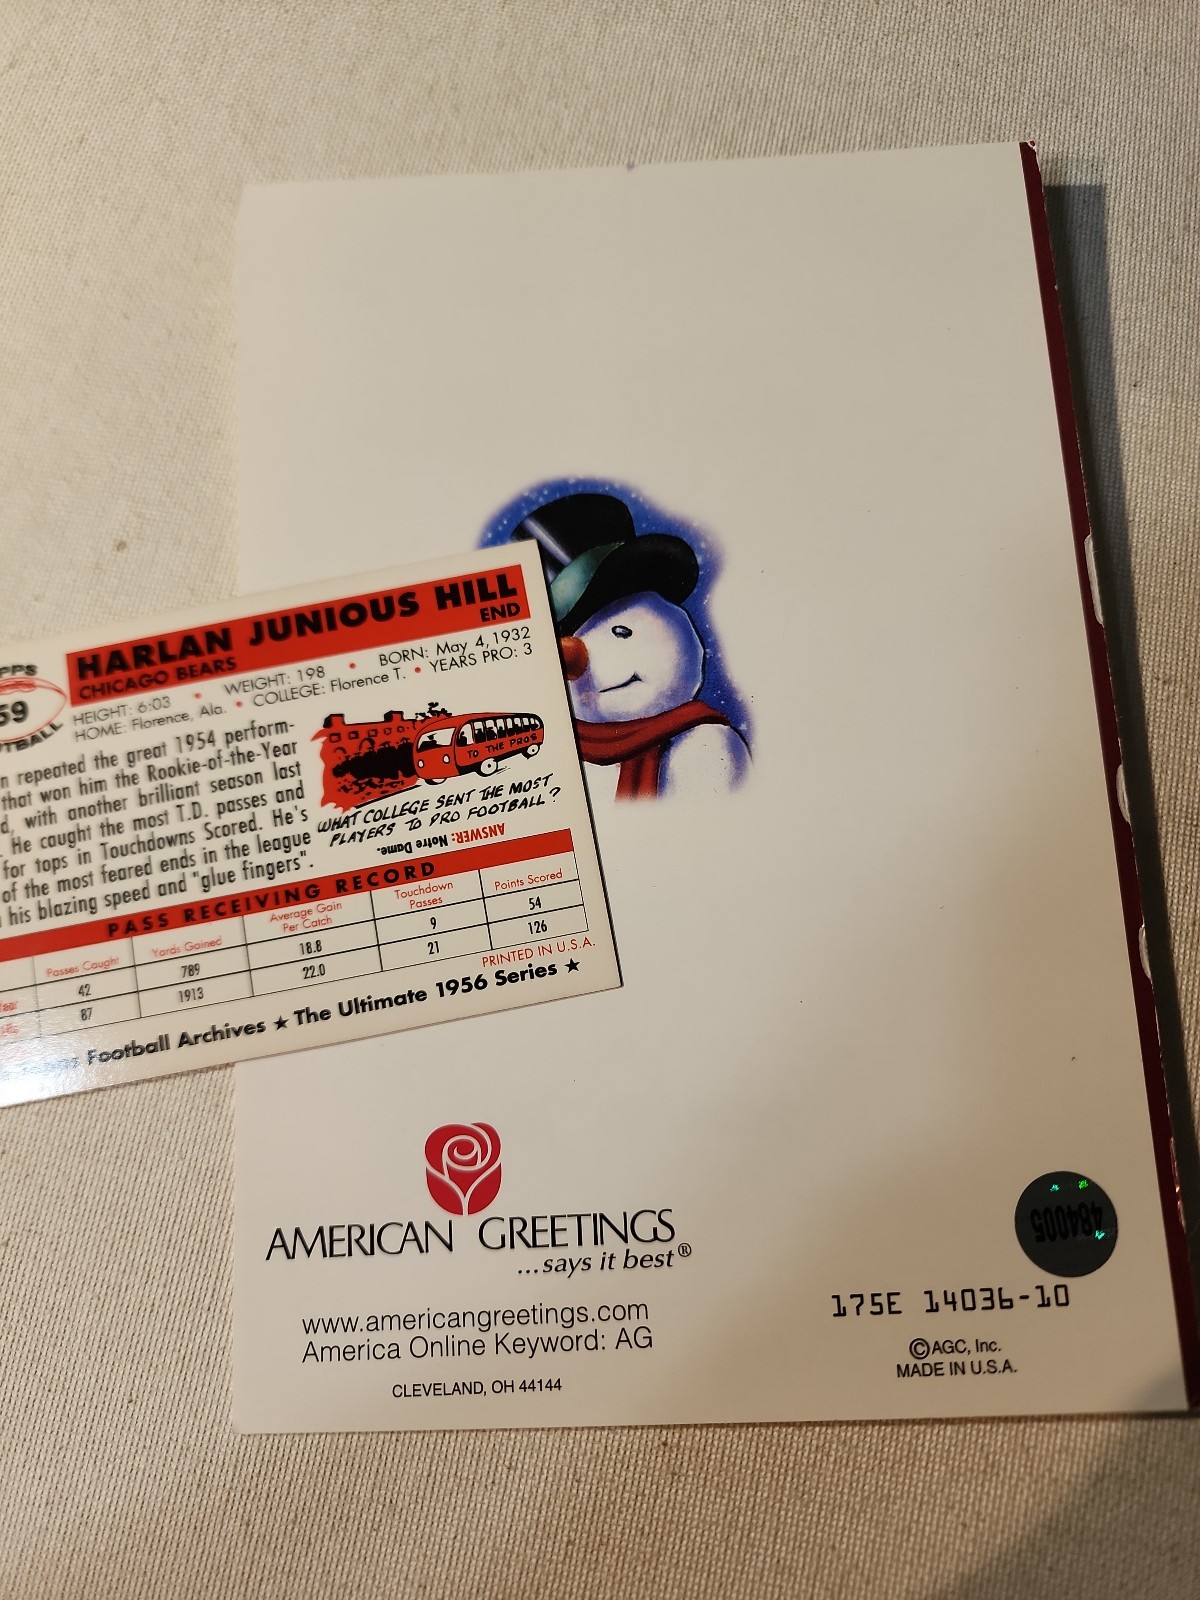 HARLAN JUNIOUS HILL
CHICAGO BEARS
END
HEIGHT: 6:03 • WEIGHT: 198 • BORN: May 4, 1932
HOME: Florence, Ala. • COLLEGE: Florence T. • YEARS PRO: 3
59
repeated the great 1954 perform-
that won him the Rookie-of-the-Year
with another brilliant season last
He caught the most T.D. passes and
for tops in Touchdowns Scored. He's
of the most feared ends in the league
his blazing speed and "glue fingers".
TO THE PROS
WHAT COLLEGE SENT THE MOST
PLAYERS TO PRO FOOTBALL?
ANSWER: Notre Dame.
PASS RECEIVING RECORD
Passes Caught Yards Gained Average Gain Per Catch Touchdown Passes Points Scored
42 789 18.8 9 54
87 1913 22.0 21 126
PRINTED IN U.S.A.
Football Archives ★ The Ultimate 1956 Series ★
AMERICAN GREETINGS
...says it best®
www.americangreetings.com
America Online Keyword: AG
CLEVELAND, OH 44144
484005
175E 14036-10
©AGC, Inc.
MADE IN U.S.A.